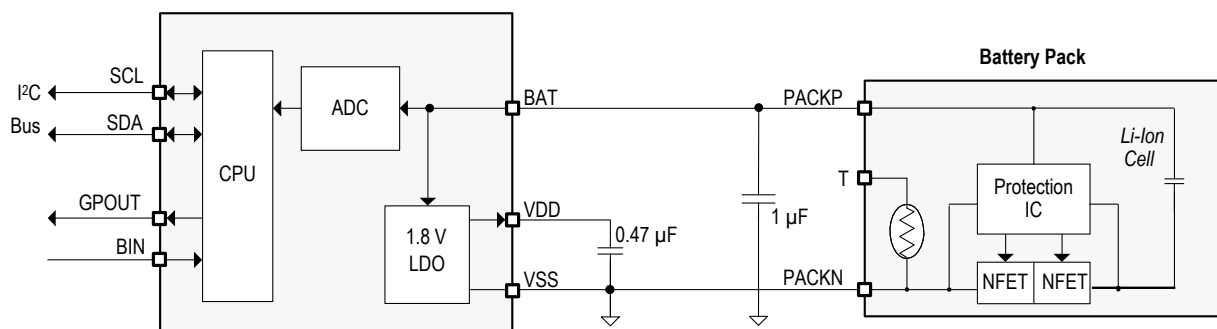 Battery Pack
I²C
Bus
SCL
SDA
GPOUT
BIN
CPU
ADC
1.8 V
LDO
BAT
VDD
VSS
0.47 µF
1 µF
PACKP
T
PACKN
Protection
IC
NFET
NFET
Li-Ion
Cell